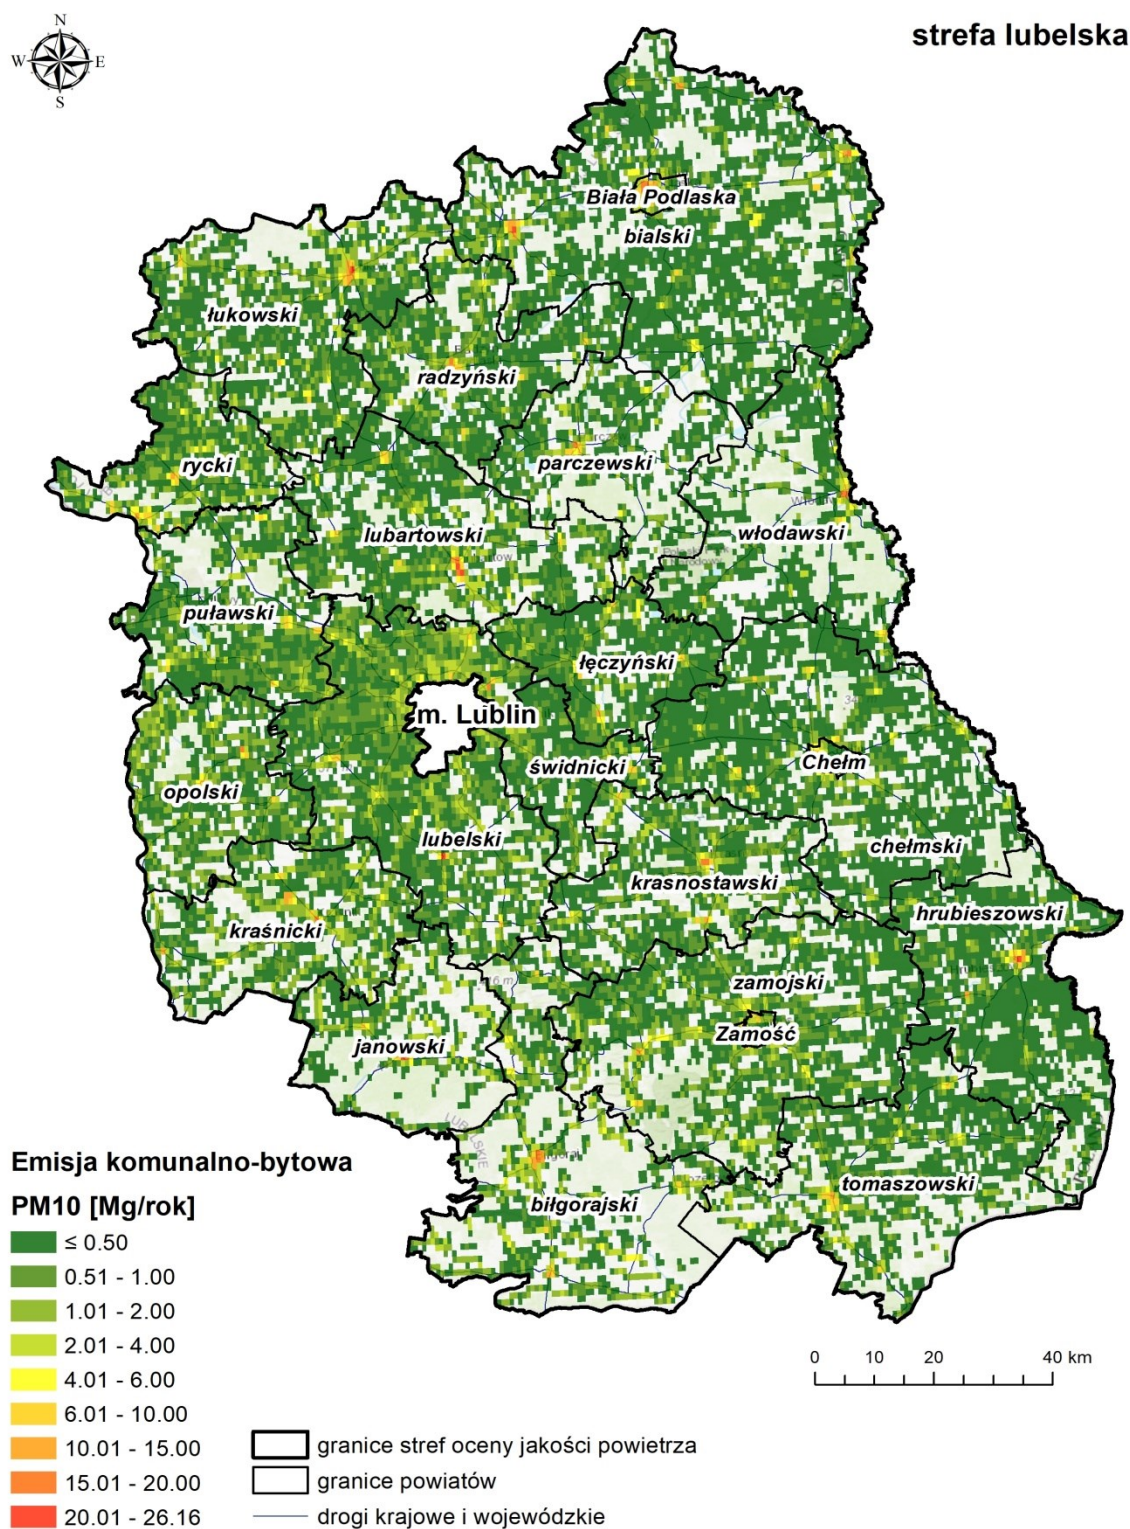 N
strefa lubelska
W
E
S
Biała Podlaska
bialski
łukowski
radzyński
rycki
parczewski
lubartowski
włodawski
puławski
łęczyński
m. Lublin
świdnicki
Chełm
opolski
lubelski
chełmski
krasnostawski
hrubieszowski
kraśnicki
zamojski
Zamość
janowski
LUBELSKIE
tomaszowski
biłgorajski
Emisja komunalno-bytowa
PM10 [Mg/rok]
≤ 0.50
0.51 - 1.00
1.01 - 2.00
2.01 - 4.00
4.01 - 6.00
6.01 - 10.00
10.01 - 15.00
15.01 - 20.00
20.01 - 26.16
0 10 20 40 km
granice stref oceny jakości powietrza
granice powiatów
drogi krajowe i wojewódzkie